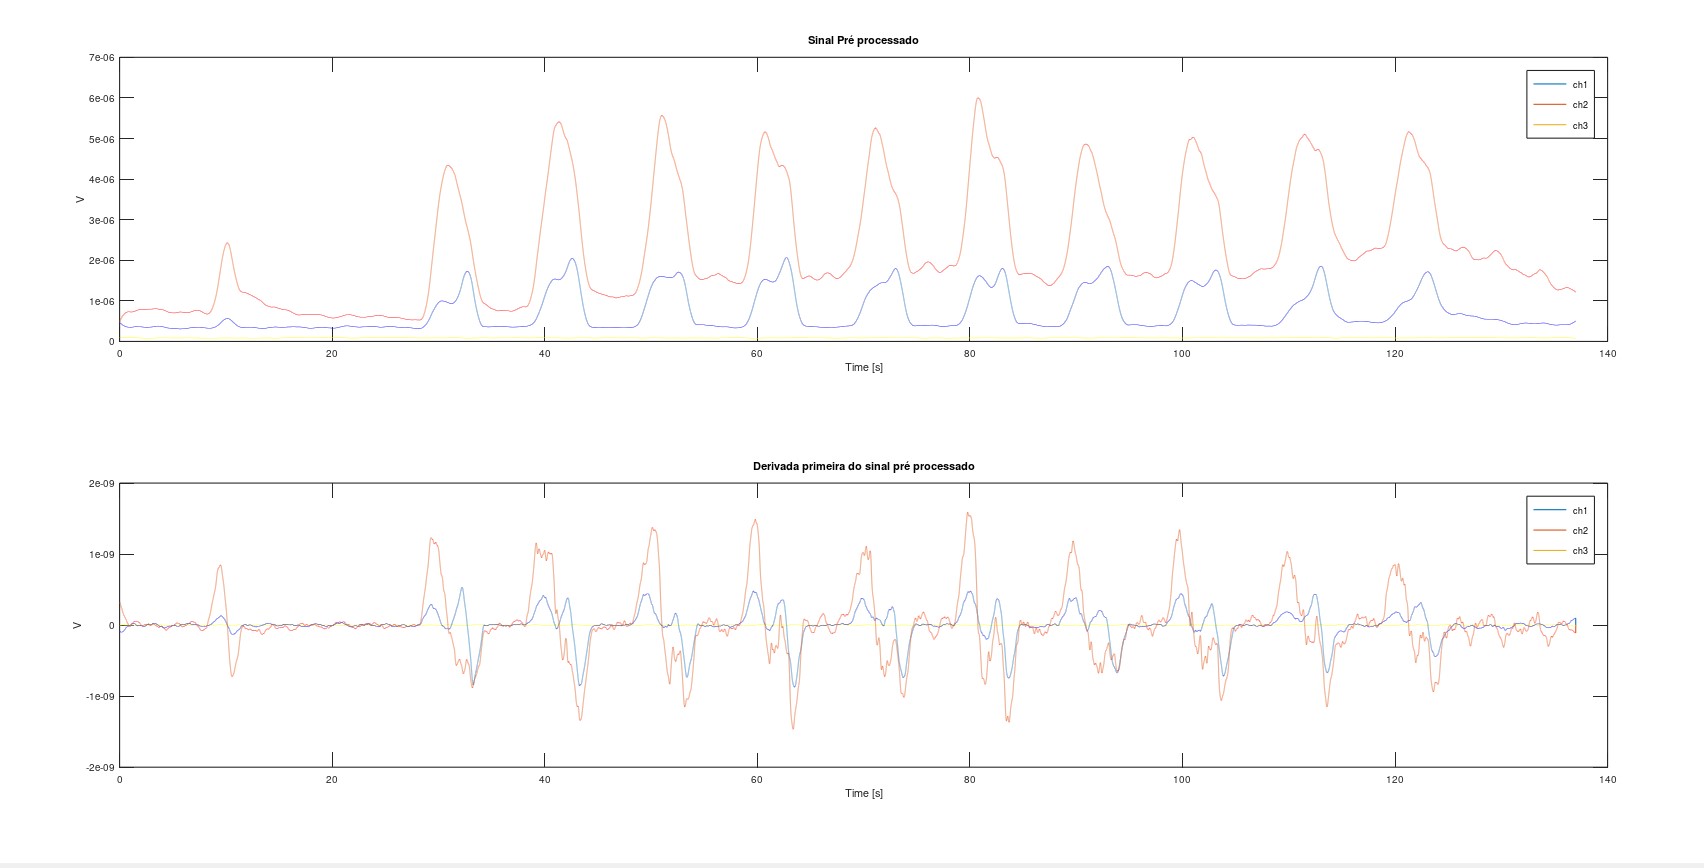 Sinal Pré processado
7e-06
6e-06
5e-06
4e-06
3e-06
2e-06
1e-06
0
V
ch1
ch2
ch3
0 20 40 60 80 100 120 140
Time [s]
Derivada primeira do sinal pré processado
2e-09
1e-09
0
-1e-09
-2e-09
V
ch1
ch2
ch3
0 20 40 60 80 100 120 140
Time [s]